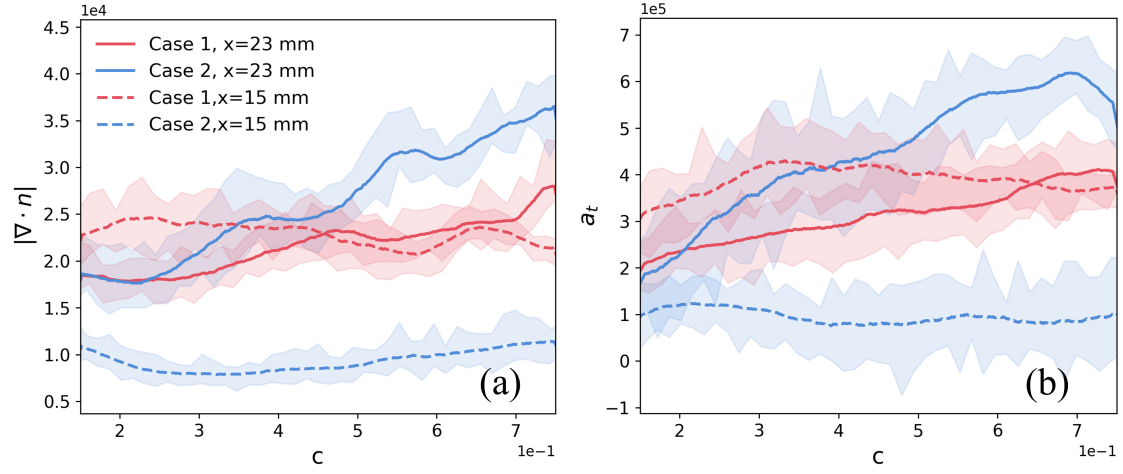 1e4
4.5
4.0
3.5
3.0
2.5
2.0
1.5
1.0
0.5
|∇ · n|
Case 1, x=23 mm
Case 2, x=23 mm
Case 1,x=15 mm
Case 2,x=15 mm
(a)
2 3 4 5 6 7
1e−1
c
1e5
7
6
5
4
3
2
1
0
−1
a_t
(b)
2 3 4 5 6 7
1e−1
c